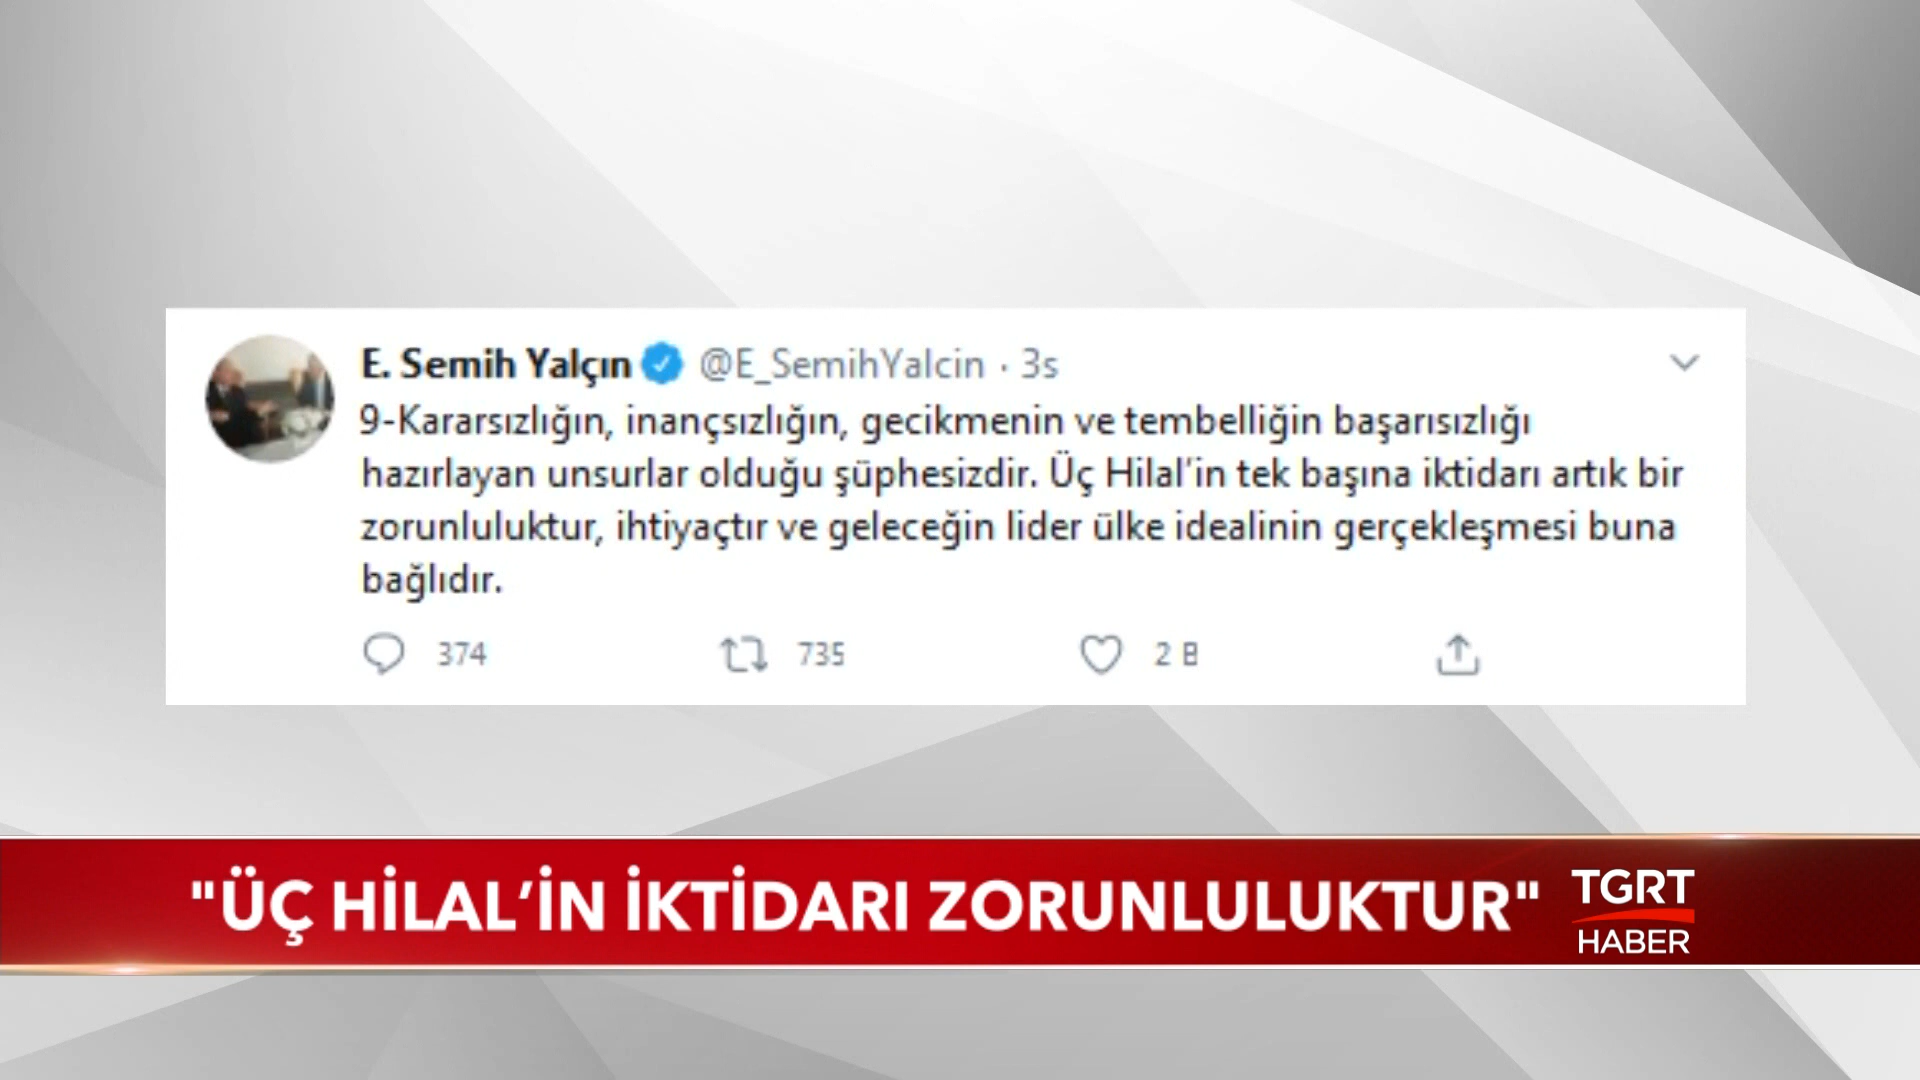 E. Semih Yalçın @E_SemihYalcin · 3s
9-Kararsızlığın, inançsızlığın, gecikmenin ve tembelliğin başarısızlığı
hazırlayan unsurlar olduğu şüphesizdir. Üç Hilal'in tek başına iktidarı artık bir
zorunluluktur, ihtiyaçtır ve geleceğin lider ülke idealinin gerçekleşmesi buna
bağlıdır.
374 735 2 B
"ÜÇ HİLAL'İN İKTİDARI ZORUNLULUKTUR"
TGRT
HABER